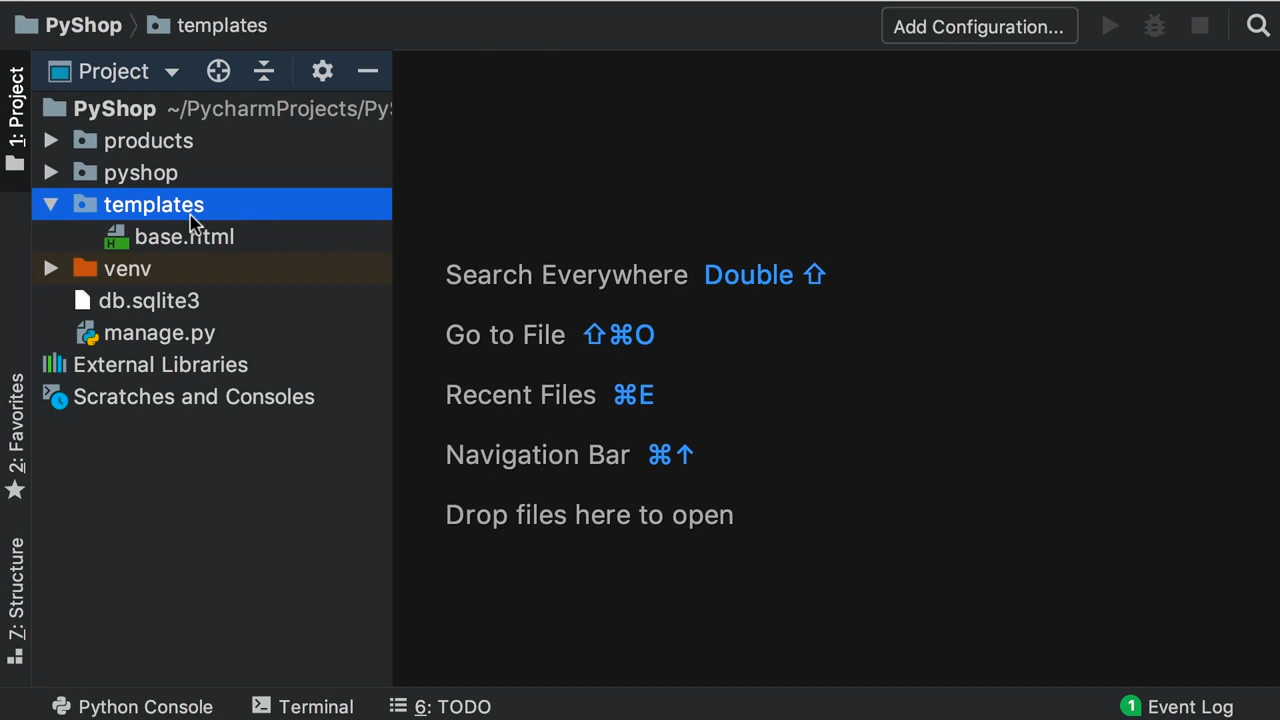 PyShop templates
Add Configuration...
1: Project
Project
PyShop ~/PycharmProjects/PyS
products
pyshop
templates
base.html
venv
db.sqlite3
manage.py
External Libraries
Scratches and Consoles
2: Favorites
7: Structure
Search Everywhere Double ⇧
Go to File ⇧⌘O
Recent Files ⌘E
Navigation Bar ⌘↑
Drop files here to open
Python Console Terminal 6: TODO 1 Event Log